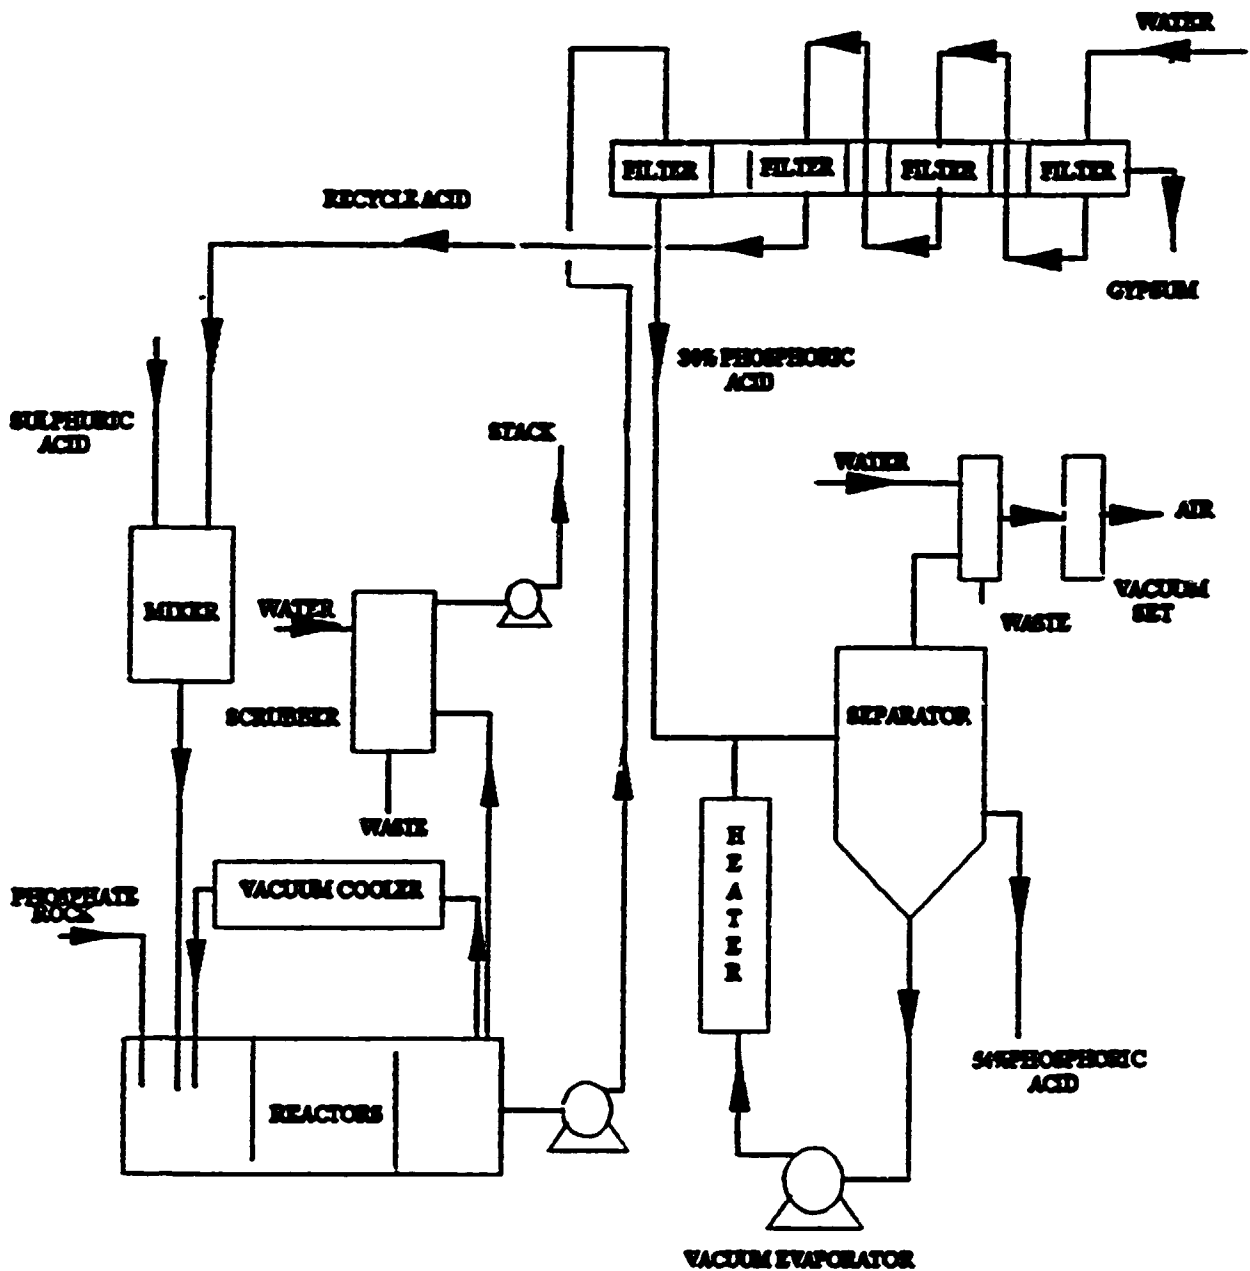 WATER
FILTER
FILTER
FILTER
FILTER
RECYCLE ACID
GYPSUM
30% PHOSPHORIC
ACID
SULPHURIC
ACID
STACK
WATER
AIR
VACUUM
SET
WASTE
MIXER
WATER
SCRUBBER
SEPARATOR
WASTE
HEATER
VACUUM COOLER
PHOSPHATE
ROCK
54%PHOSPHORIC
ACID
REACTORS
VACUUM EVAPORATOR